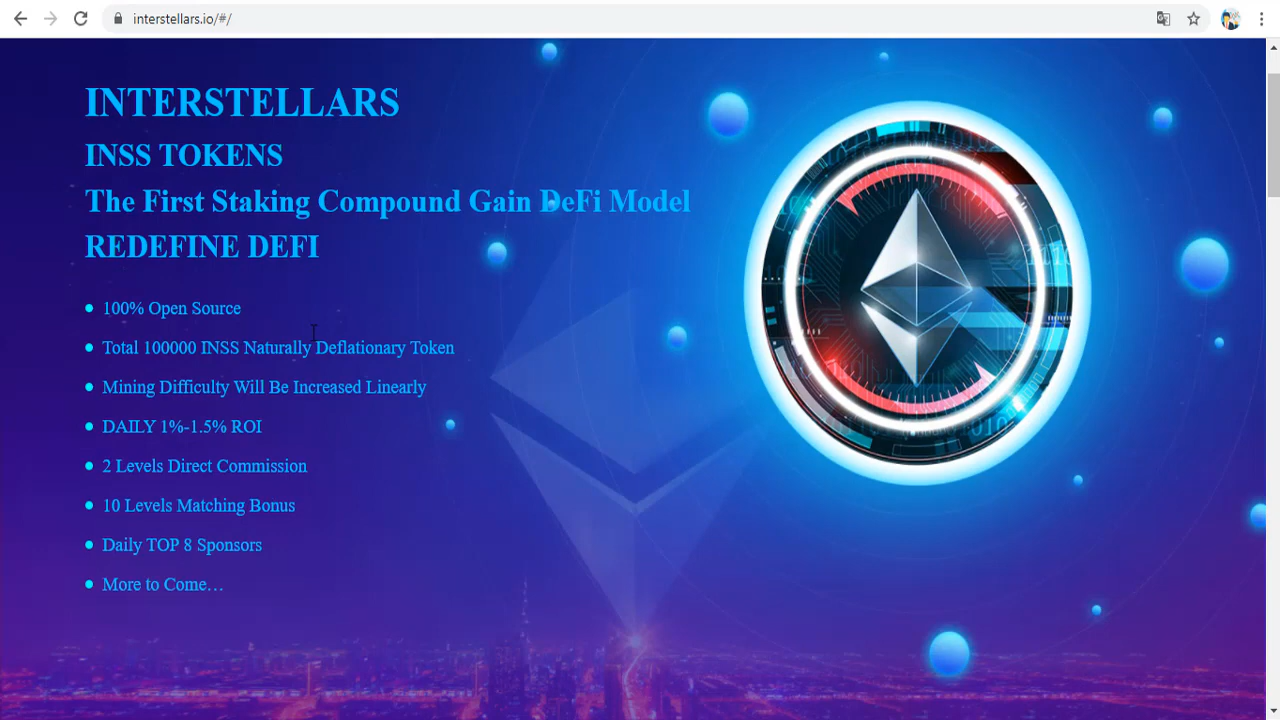 interstellars.io/#/
INTERSTELLARS
INSS TOKENS
The First Staking Compound Gain DeFi Model
REDEFINE DEFI
100% Open Source
Total 100000 INSS Naturally Deflationary Token
Mining Difficulty Will Be Increased Linearly
DAILY 1%-1.5% ROI
2 Levels Direct Commission
10 Levels Matching Bonus
Daily TOP 8 Sponsors
More to Come…